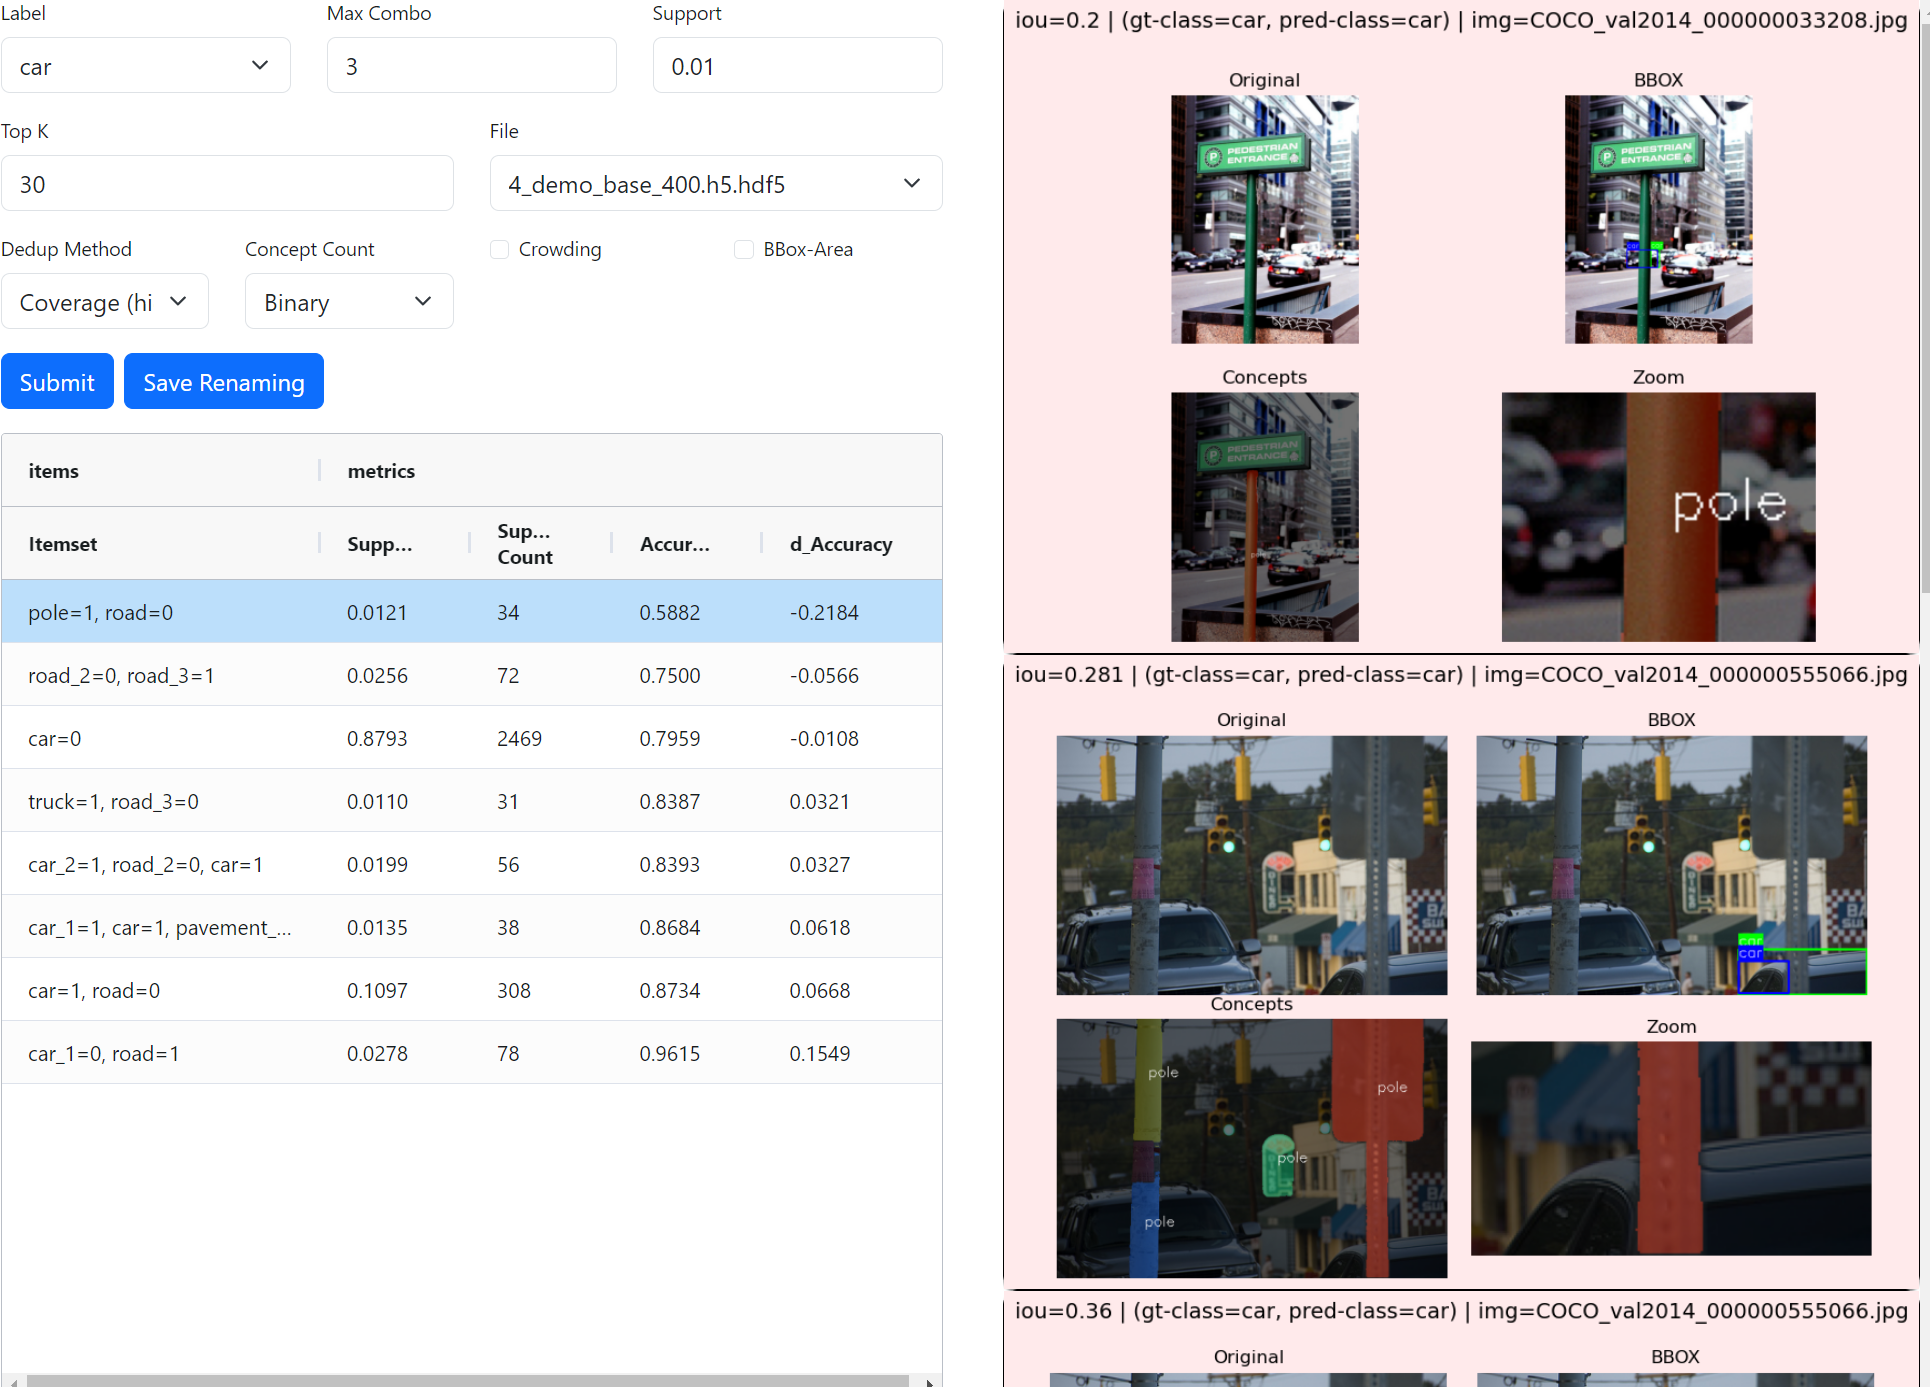 Label
Max Combo
Support
car
3
0.01
Top K
File
30
4_demo_base_400.h5.hdf5
Dedup Method
Concept Count
Crowding
BBox-Area
Coverage (hi
Binary
Submit
Save Renaming
items
metrics
Itemset
Supp...
Sup... Count
Accur...
d_Accuracy
pole=1, road=0 0.0121 34 0.5882 -0.2184
road_2=0, road_3=1 0.0256 72 0.7500 -0.0566
car=0 0.8793 2469 0.7959 -0.0108
truck=1, road_3=0 0.0110 31 0.8387 0.0321
car_2=1, road_2=0, car=1 0.0199 56 0.8393 0.0327
car_1=1, car=1, pavement_... 0.0135 38 0.8684 0.0618
car=1, road=0 0.1097 308 0.8734 0.0668
car_1=0, road=1 0.0278 78 0.9615 0.1549
iou=0.2 | (gt-class=car, pred-class=car) | img=COCO_val2014_000000033208.jpg
Original
BBOX
PEDESTRIAN
ENTRANCE
PEDESTRIAN
ENTRANCE
car
Concepts
Zoom
PEDESTRIAN
ENTRANCE
pole
pole
iou=0.281 | (gt-class=car, pred-class=car) | img=COCO_val2014_000000555066.jpg
Original
BBOX
car
car
Concepts
Zoom
pole
pole
pole
pole
iou=0.36 | (gt-class=car, pred-class=car) | img=COCO_val2014_000000555066.jpg
Original
BBOX